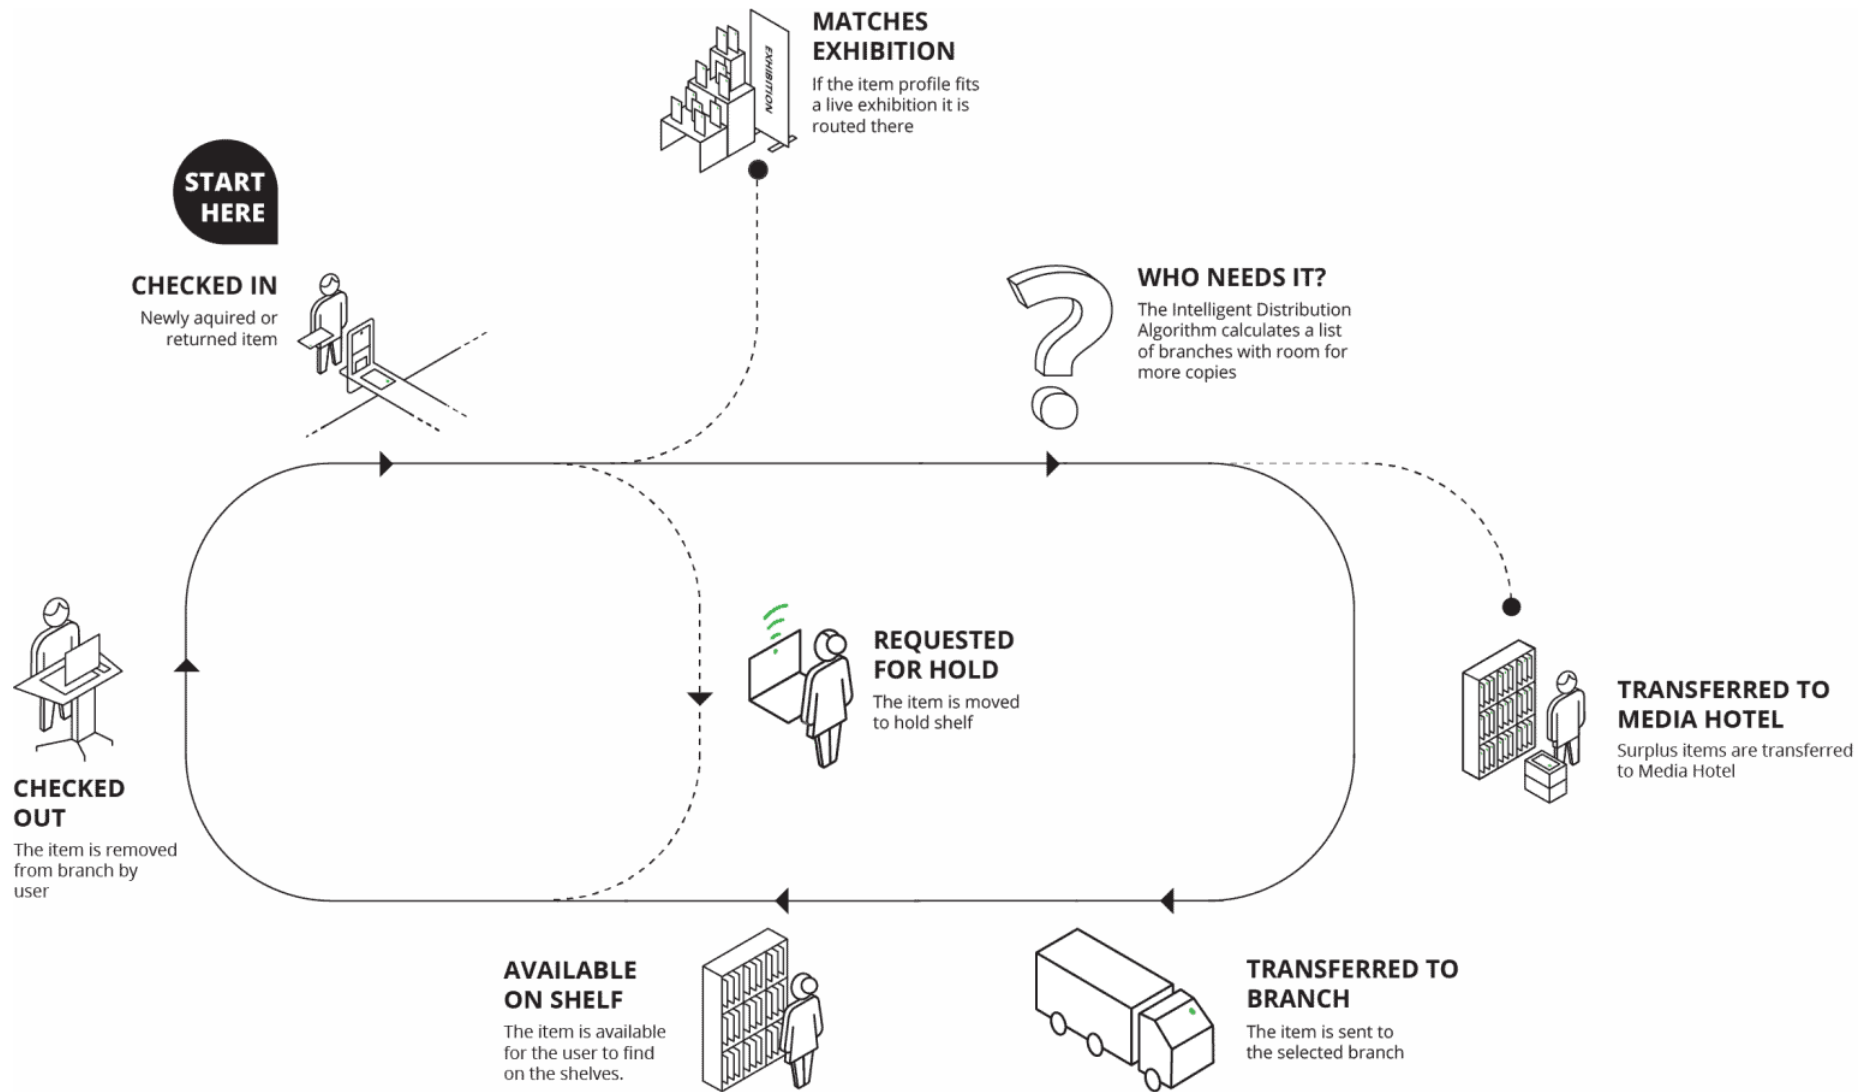 MATCHES
EXHIBITION
If the item profile fits
a live exhibition it is
routed there
EXHIBITION
START
HERE
CHECKED IN
Newly aquired or
returned item
WHO NEEDS IT?
The Intelligent Distribution
Algorithm calculates a list
of branches with room for
more copies
REQUESTED
FOR HOLD
The item is moved
to hold shelf
TRANSFERRED TO
MEDIA HOTEL
Surplus items are transferred
to Media Hotel
CHECKED
OUT
The item is removed
from branch by
user
AVAILABLE
ON SHELF
The item is available
for the user to find
on the shelves.
TRANSFERRED TO
BRANCH
The item is sent to
the selected branch